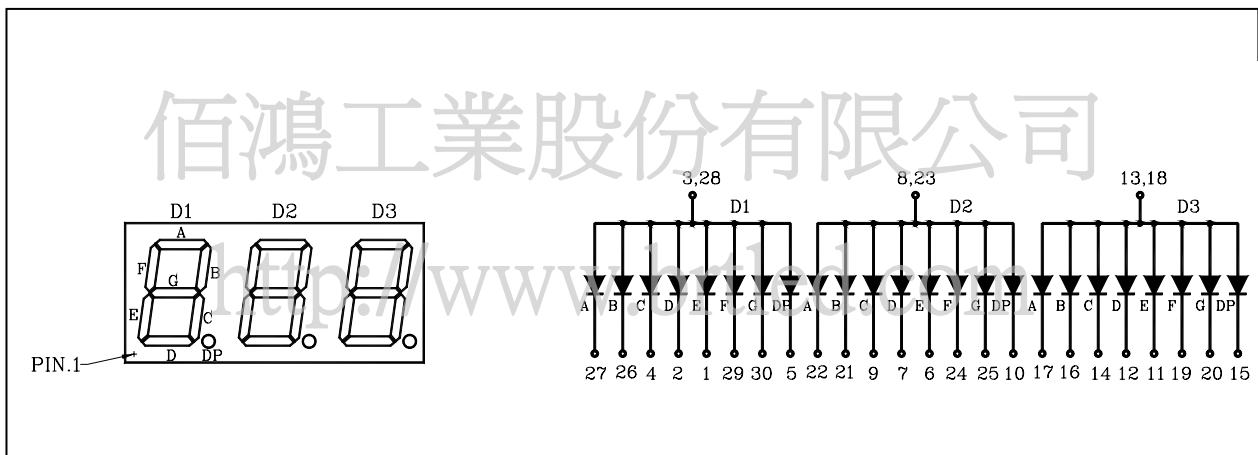 佰鴻工業股份有限公司
http://www.brtled.com
D1 D2 D3
A
F B
G
E C
D DP
PIN.1
3,28 8,23 13,18
D1 D2 D3
A B C D E F G DP A B C D E F G DP A B C D E F G DP
27 26 4 2 1 29 30 5 22 21 9 7 6 24 25 10 17 16 14 12 11 19 20 15